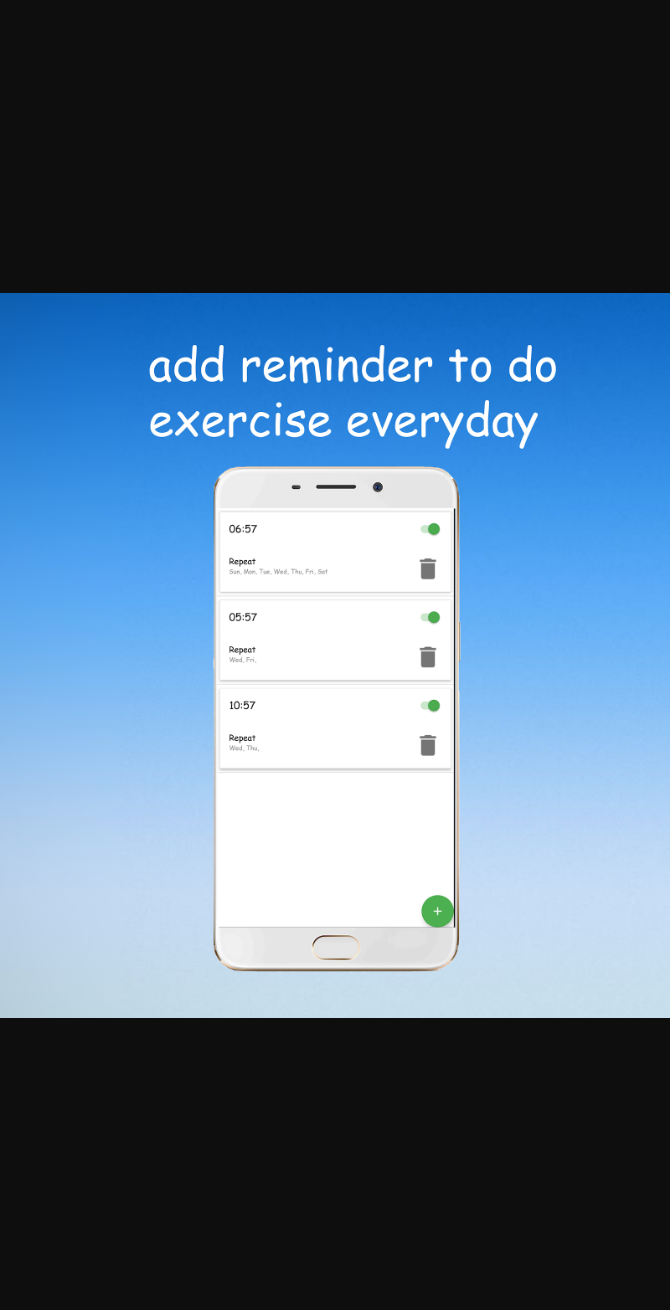 add reminder to do
exercise everyday
06:57
Repeat
Sun, Mon, Tue, Wed, Thu, Fri, Sat
05:57
Repeat
Wed, Fri,
10:57
Repeat
Wed, Thu,
+